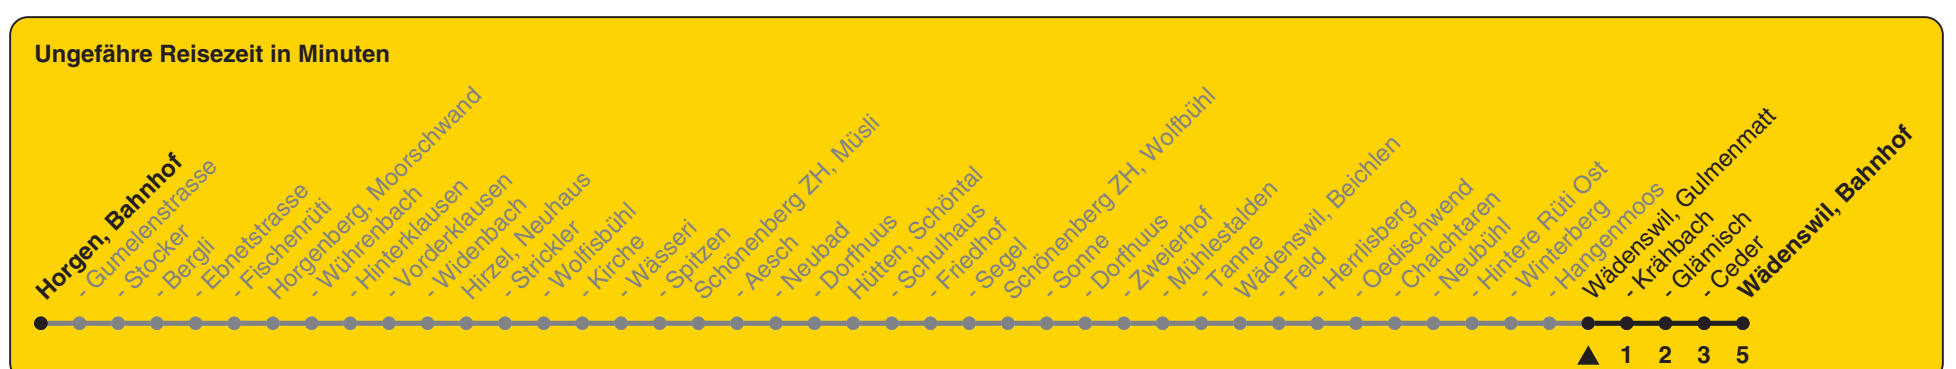 Ungefähre Reisezeit in Minuten
Horgen, Bahnhof
- Gumelenstrasse
- Stocker
- Bergli
- Ebnetstrasse
- Fischenrüti
Horgenberg, Moorschwand
- Wührenbach
- Hinterklausen
- Vorderklausen
- Widenbach
Hirzel, Neuhaus
- Strickler
- Wolfisbühl
- Kirche
- Wässeri
- Spitzen
Schönenberg ZH, Müsli
- Aesch
- Neubad
- Dorfhuus
Hütten, Schöntal
- Schulhaus
- Friedhof
- Segel
Schönenberg ZH, Wolfbühl
- Sonne
- Dorfhuus
- Zweierhof
- Mühlestalden
- Tanne
Wädenswil, Beichlen
- Feld
- Herrlisberg
- Oedischwend
- Chalchtaren
- Neubühl
- Hintere Rüti Ost
- Winterberg
- Hangenmoos
Wädenswil, Gulmenmatt
- Krähbach
- Glärnisch
- Ceder
Wädenswil, Bahnhof
1 2 3 5